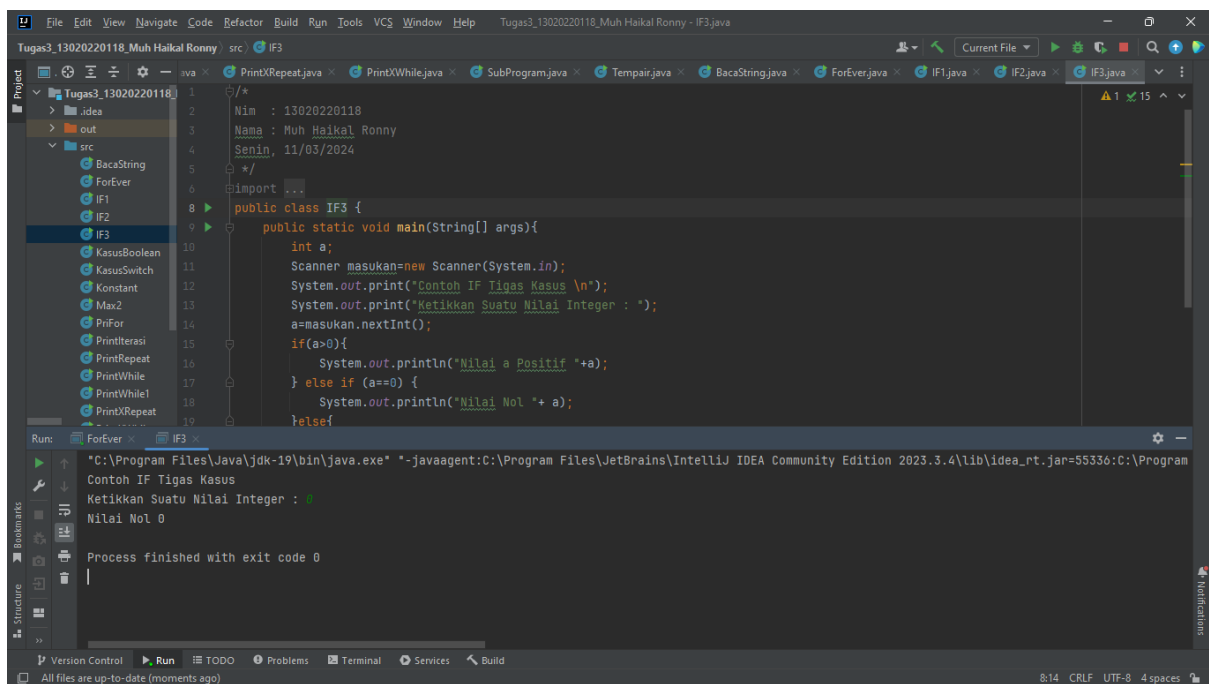 File Edit View Navigate Code Refactor Build Run Tools VCS Window Help Tugas3_13020220118_Muh Haikal Ronny - IF3.java
Tugas3_13020220118_Muh Haikal Ronny src IF3 Current File
ava PrintXRepeat.java PrintXWhile.java SubProgram.java Tempair.java BacaString.java ForEver.java IF1.java IF2.java IF3.java
Project
Tugas3_13020220118_
.idea
out
src
BacaString
ForEver
IF1
IF2
IF3
KasusBoolean
KasusSwitch
Konstant
Max2
PriFor
PrintIterasi
PrintRepeat
PrintWhile
PrintWhile1
PrintXRepeat
1 /*
2 Nim : 13020220118
3 Nama : Muh Haikal Ronny
4 Senin, 11/03/2024
5 */
6 import ...
8 public class IF3 {
9 public static void main(String[] args){
10 int a;
11 Scanner masukan=new Scanner(System.in);
12 System.out.print("Contoh IF Tigas Kasus \n");
13 System.out.print("Ketikkan Suatu Nilai Integer : ");
14 a=masukan.nextInt();
15 if(a>0){
16 System.out.println("Nilai a Positif "+a);
17 } else if (a==0) {
18 System.out.println("Nilai Nol "+ a);
19 }else{
1 15
Run: ForEver IF3
"C:\Program Files\Java\jdk-19\bin\java.exe" "-javaagent:C:\Program Files\JetBrains\IntelliJ IDEA Community Edition 2023.3.4\lib\idea_rt.jar=55336:C:\Program
Contoh IF Tigas Kasus
Ketikkan Suatu Nilai Integer : 0
Nilai Nol 0
Process finished with exit code 0
Bookmarks
Structure
Notifications
Version Control Run TODO Problems Terminal Services Build
All files are up-to-date (moments ago) 8:14 CRLF UTF-8 4 spaces